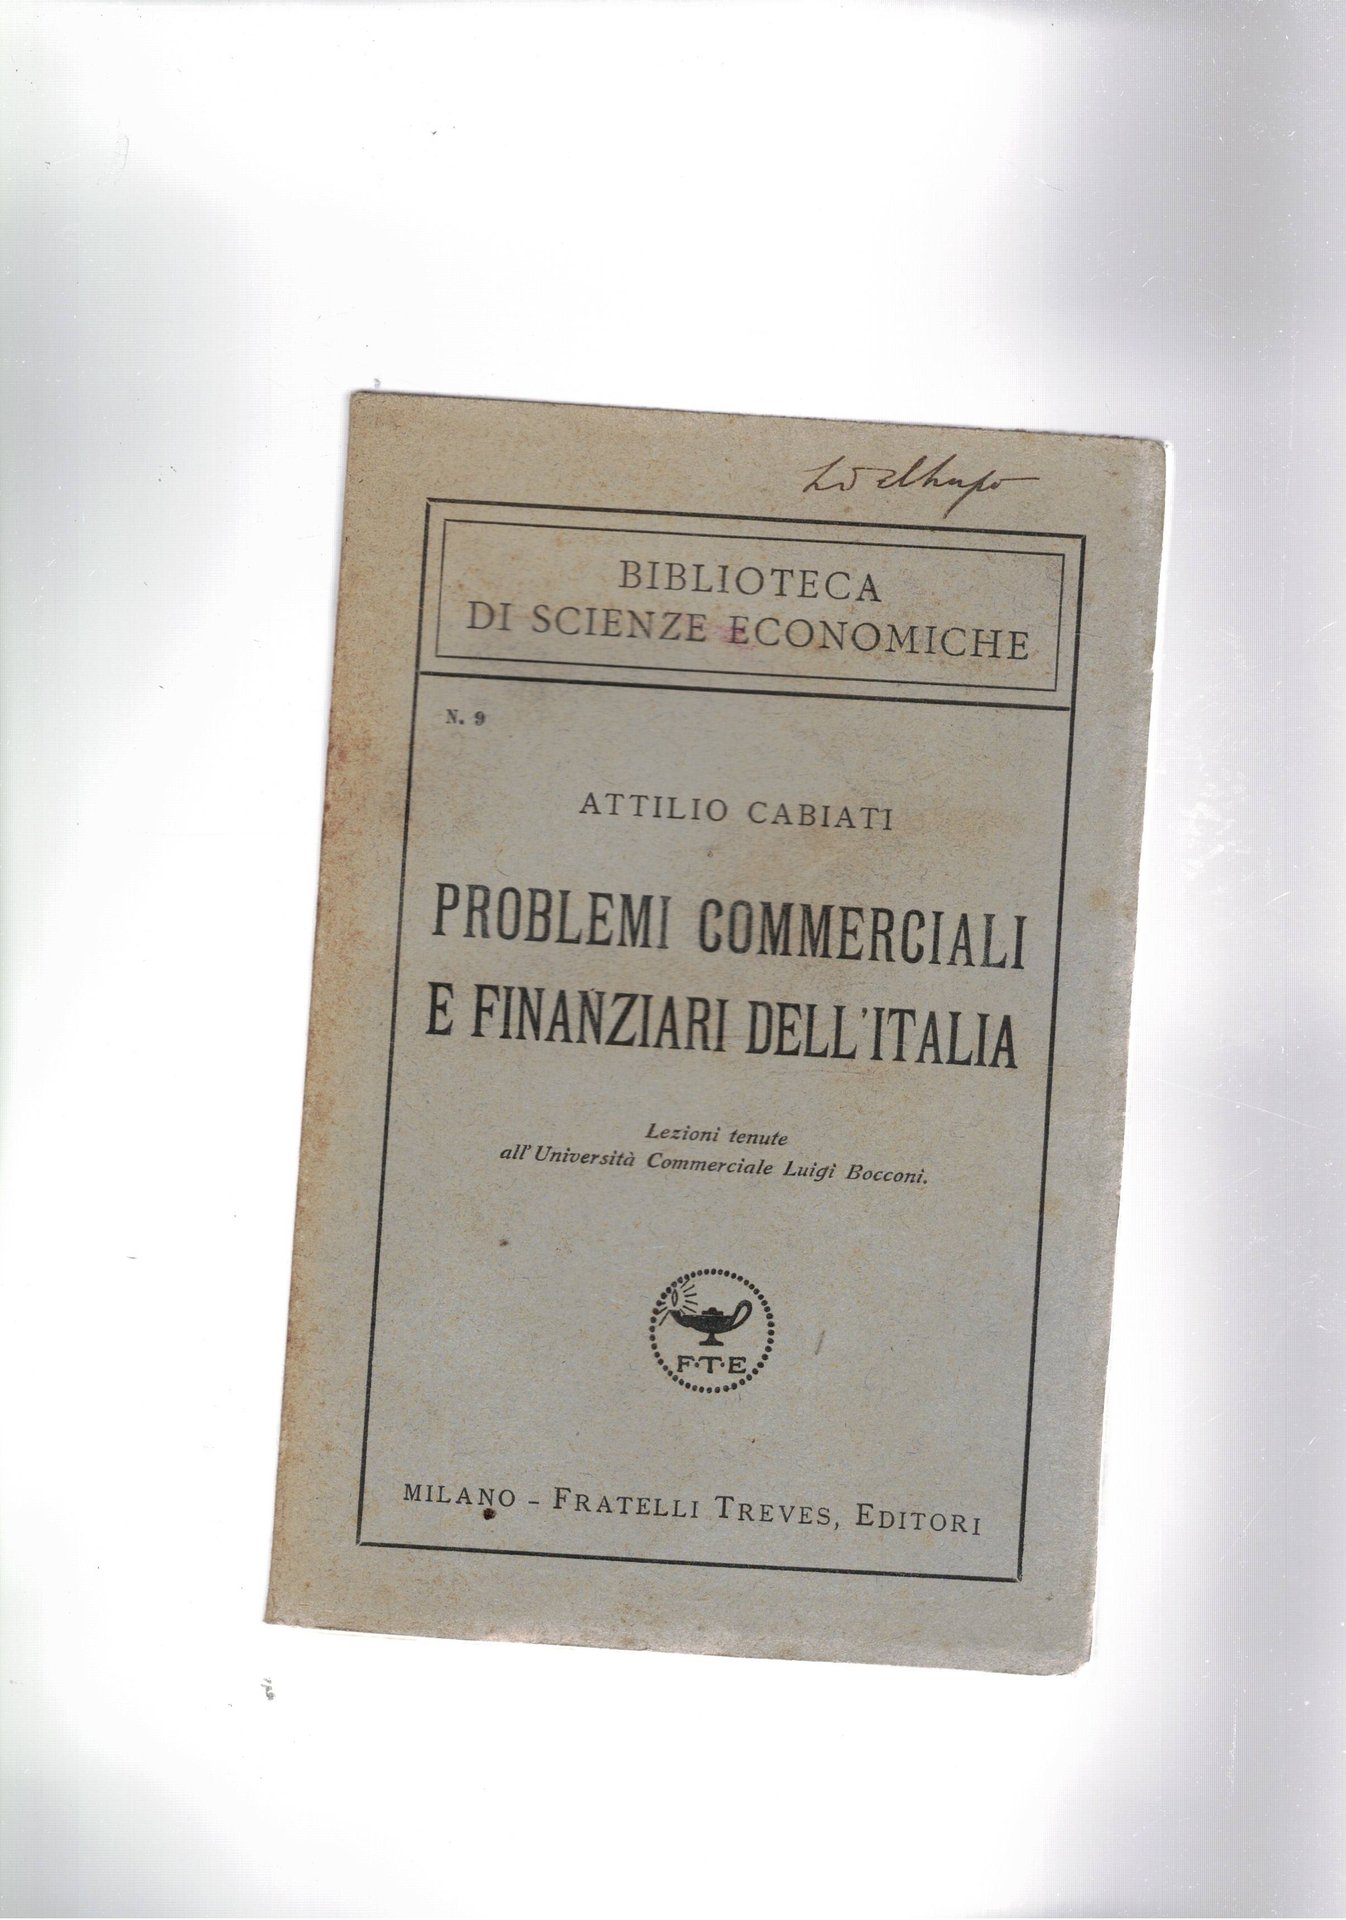 BIBLIOTECA
DI SCIENZE ECONOMICHE
N. 9
ATTILIO CABIATI
PROBLEMI COMMERCIALI
E FINANZIARI DELL'ITALIA
Lezioni tenute
all'Università Commerciale Luigi Bocconi.
F·T·E
MILANO - FRATELLI TREVES, EDITORI